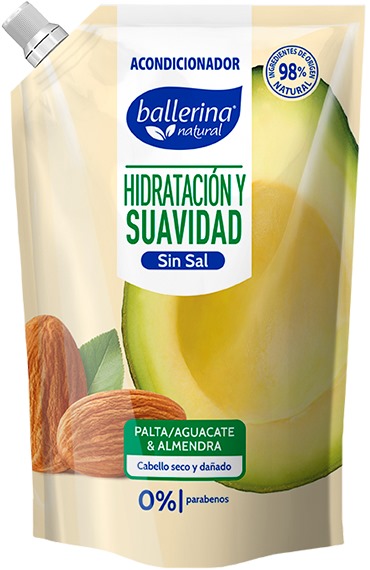 ACONDICIONADOR
INGREDIENTES DE ORIGEN
98%
NATURAL
ballerina®
natural
HIDRATACIÓN Y
SUAVIDAD
Sin Sal
PALTA/AGUACATE
& ALMENDRA
Cabello seco y dañado
0% | parabenos